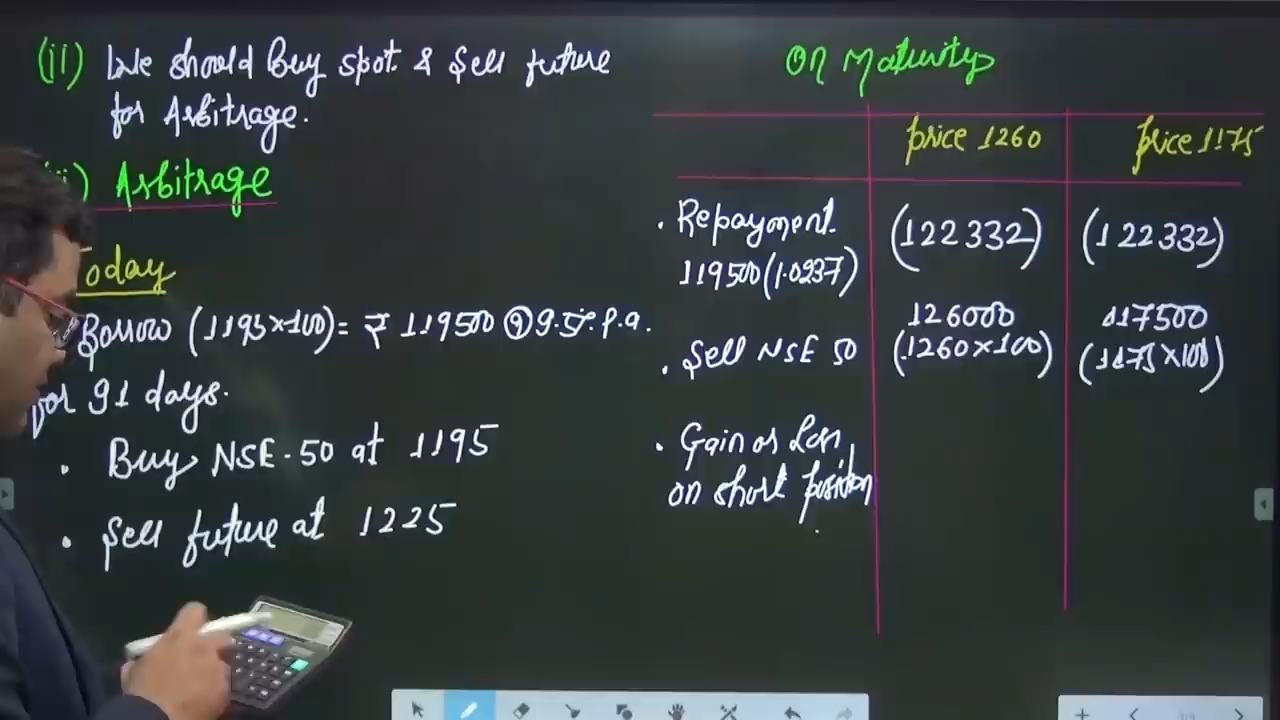 (ii) We should Buy spot & Sell future
for Arbitrage.
) Arbitrage
Today
Borrow (1195×100)= ₹ 119500 @ 9.5%. p.a.
for 91 days.
• Buy NSE-50 at 1195
• Sell future at 1225
On Maturity
price 1260 price 1175
• Repayment (122332) (122332)
119500(1.0237)
126000 117500
• Sell NSE 50 (1260×100) (1175×100)
• Gain or Loss
on short position